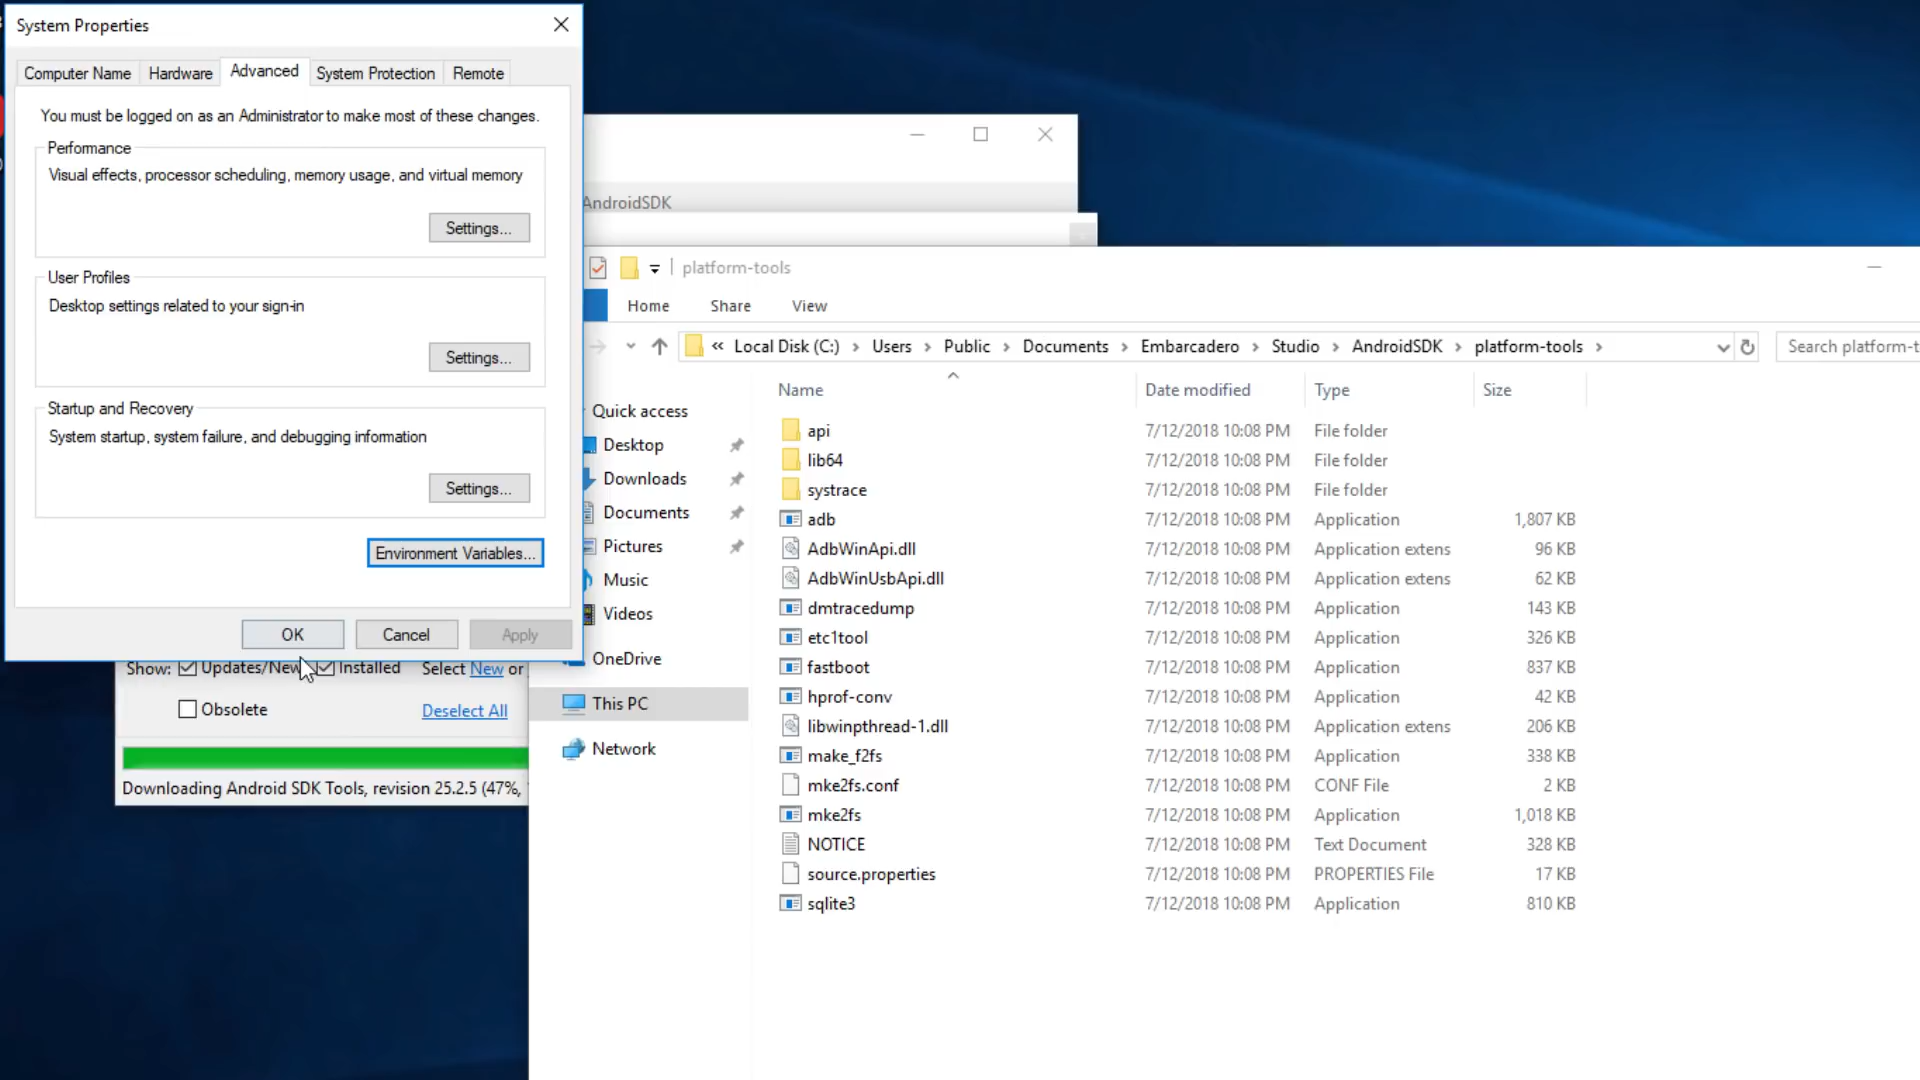 System Properties
Computer Name Hardware Advanced System Protection Remote
You must be logged on as an Administrator to make most of these changes.
Performance
Visual effects, processor scheduling, memory usage, and virtual memory
Settings...
User Profiles
Desktop settings related to your sign-in
Settings...
Startup and Recovery
System startup, system failure, and debugging information
Settings...
Environment Variables...
OK Cancel Apply
AndroidSDK
Show: Updates/New Installed Select New or
Obsolete Deselect All
Downloading Android SDK Tools, revision 25.2.5 (47%,
platform-tools
Home Share View
« Local Disk (C:) › Users › Public › Documents › Embarcadero › Studio › AndroidSDK › platform-tools ›
Search platform-t
Quick access
Desktop
Downloads
Documents
Pictures
Music
Videos
OneDrive
This PC
Network
Name Date modified Type Size
api 7/12/2018 10:08 PM File folder
lib64 7/12/2018 10:08 PM File folder
systrace 7/12/2018 10:08 PM File folder
adb 7/12/2018 10:08 PM Application 1,807 KB
AdbWinApi.dll 7/12/2018 10:08 PM Application extens 96 KB
AdbWinUsbApi.dll 7/12/2018 10:08 PM Application extens 62 KB
dmtracedump 7/12/2018 10:08 PM Application 143 KB
etc1tool 7/12/2018 10:08 PM Application 326 KB
fastboot 7/12/2018 10:08 PM Application 837 KB
hprof-conv 7/12/2018 10:08 PM Application 42 KB
libwinpthread-1.dll 7/12/2018 10:08 PM Application extens 206 KB
make_f2fs 7/12/2018 10:08 PM Application 338 KB
mke2fs.conf 7/12/2018 10:08 PM CONF File 2 KB
mke2fs 7/12/2018 10:08 PM Application 1,018 KB
NOTICE 7/12/2018 10:08 PM Text Document 328 KB
source.properties 7/12/2018 10:08 PM PROPERTIES File 17 KB
sqlite3 7/12/2018 10:08 PM Application 810 KB